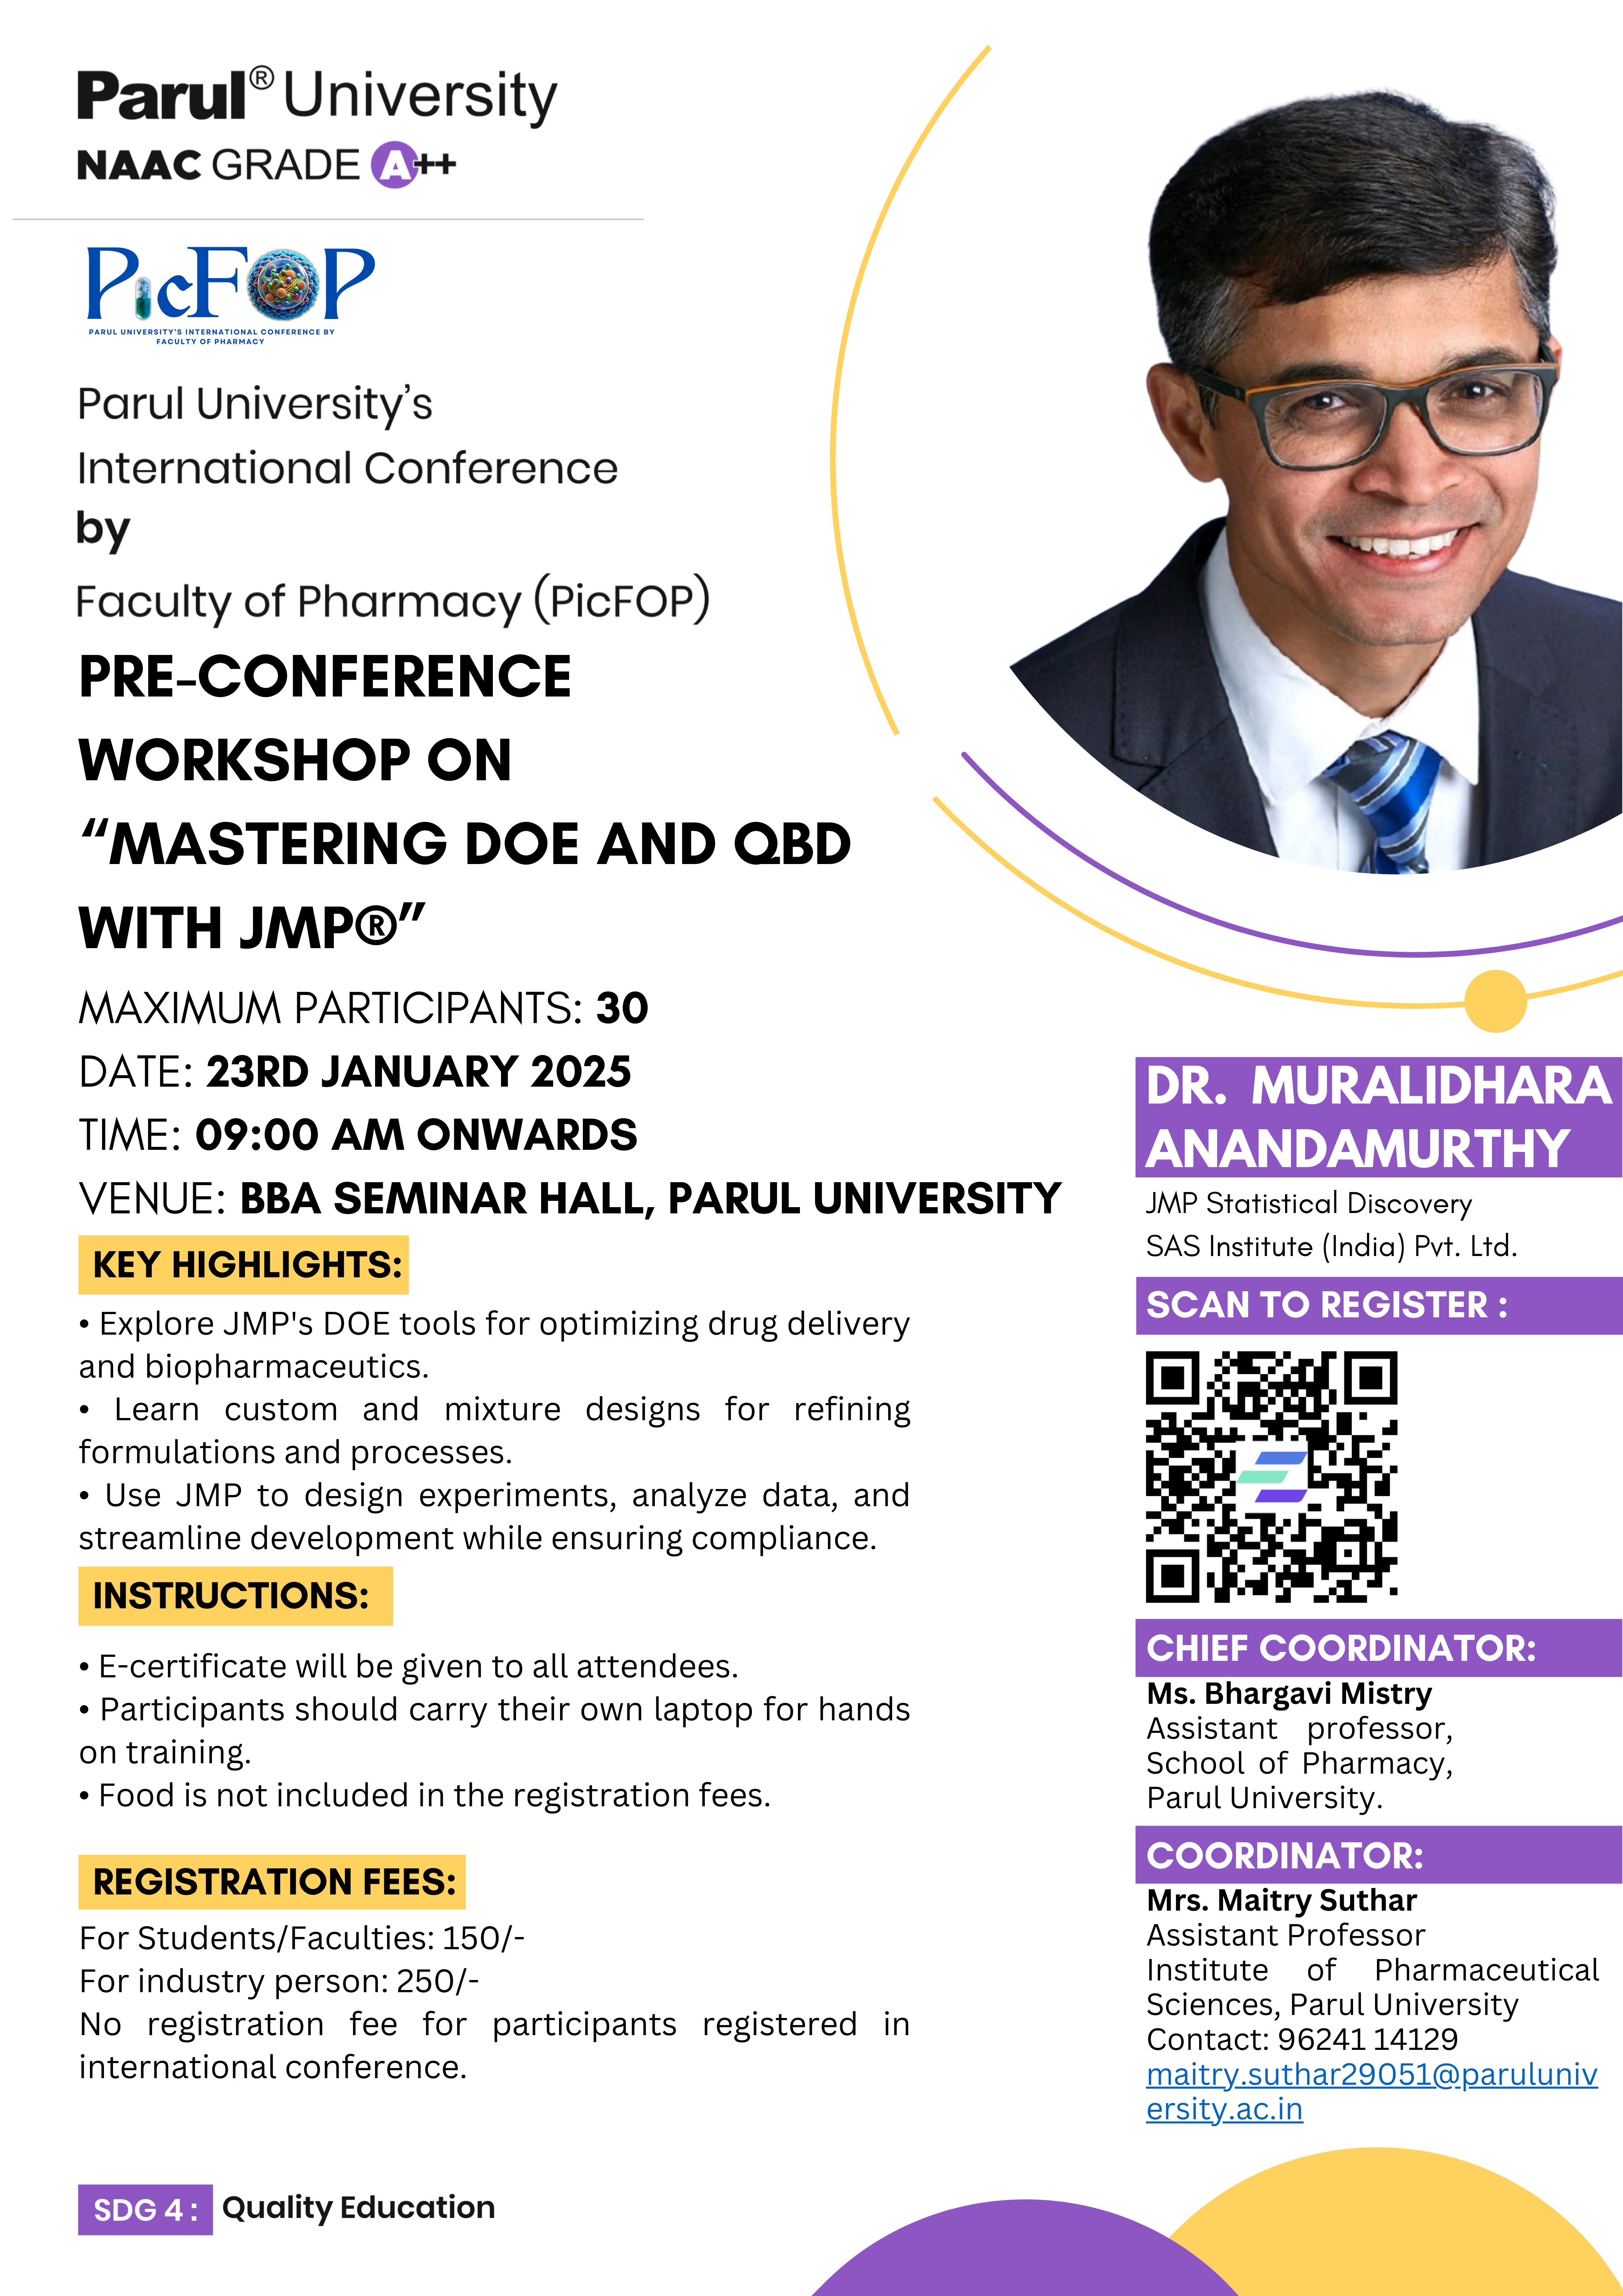 Parul® University
NAAC GRADE A++
PicFOP
PARUL UNIVERSITY'S INTERNATIONAL CONFERENCE BY
FACULTY OF PHARMACY
Parul University's
International Conference
by
Faculty of Pharmacy (PicFOP)
PRE-CONFERENCE
WORKSHOP ON
“MASTERING DOE AND QBD
WITH JMP®”
MAXIMUM PARTICIPANTS: 30
DATE: 23RD JANUARY 2025
TIME: 09:00 AM ONWARDS
VENUE: BBA SEMINAR HALL, PARUL UNIVERSITY
KEY HIGHLIGHTS:
• Explore JMP's DOE tools for optimizing drug delivery
and biopharmaceutics.
• Learn custom and mixture designs for refining
formulations and processes.
• Use JMP to design experiments, analyze data, and
streamline development while ensuring compliance.
INSTRUCTIONS:
• E-certificate will be given to all attendees.
• Participants should carry their own laptop for hands
on training.
• Food is not included in the registration fees.
REGISTRATION FEES:
For Students/Faculties: 150/-
For industry person: 250/-
No registration fee for participants registered in
international conference.
SDG 4 : Quality Education
DR. MURALIDHARA
ANANDAMURTHY
JMP Statistical Discovery
SAS Institute (India) Pvt. Ltd.
SCAN TO REGISTER :
CHIEF COORDINATOR:
Ms. Bhargavi Mistry
Assistant professor,
School of Pharmacy,
Parul University.
COORDINATOR:
Mrs. Maitry Suthar
Assistant Professor
Institute of Pharmaceutical
Sciences, Parul University
Contact: 96241 14129
maitry.suthar29051@paruluniv
ersity.ac.in